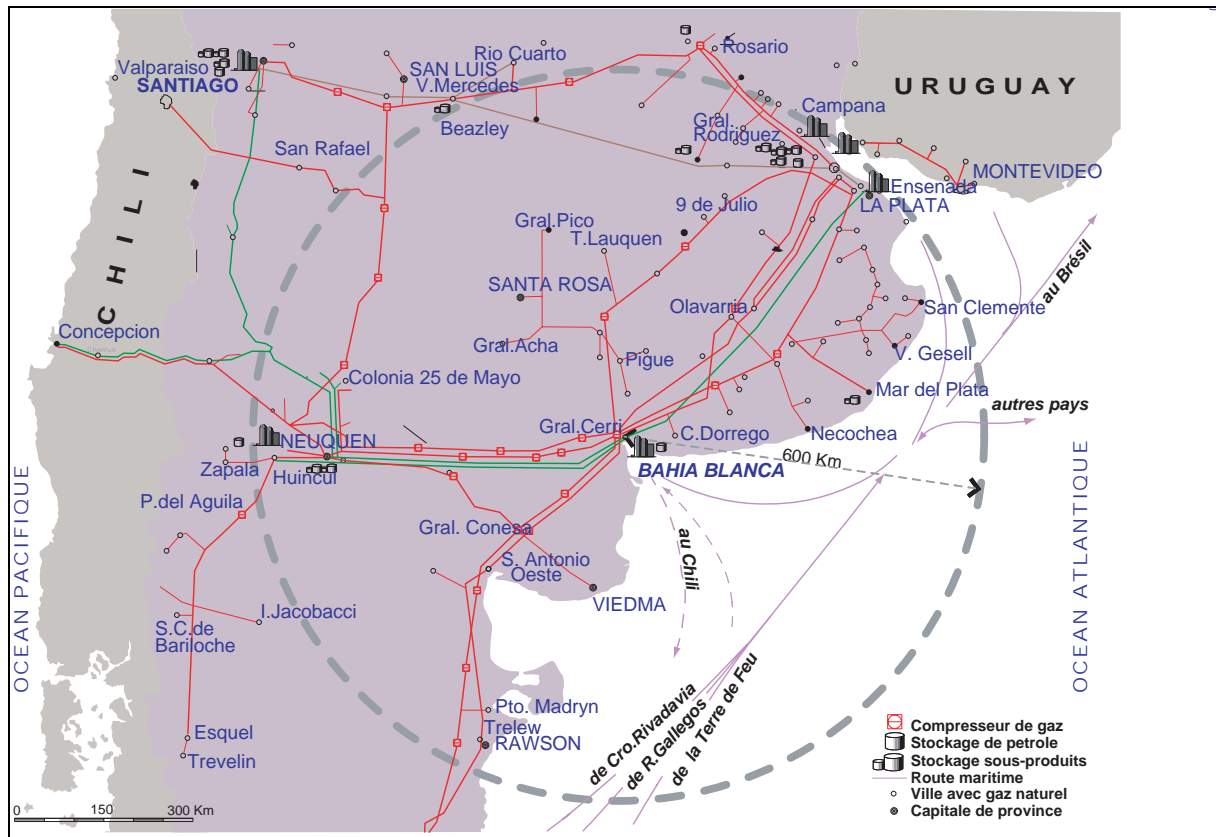 Rosario
Rio Cuarto
Valparaiso
SANTIAGO
SAN LUIS
V.Mercedes
URUGUAY
Campana
Gral.
Rodriguez
Beazley
San Rafael
MONTEVIDEO
Ensenada
LA PLATA
CHILI
9 de Julio
Gral.Pico
T.Lauquen
au Brésil
SANTA ROSA
Olavarria
San Clemente
Concepcion
Gral.Acha
Pigue
V. Gesell
Colonia 25 de Mayo
Mar del Plata
autres pays
Gral.Cerri
C.Dorrego
Necochea
NEUQUEN
600 Km
Zapala
Huincul
BAHIA BLANCA
P.del Aguila
Gral. Conesa
au Chili
S. Antonio
Oeste
VIEDMA
OCEAN PACIFIQUE
OCEAN ATLANTIQUE
I.Jacobacci
S.C.de
Bariloche
de Cro.Rivadavia
de R.Gallegos
de la Terre de Feu
Pto. Madryn
Trelew
RAWSON
Esquel
Trevelin
Compresseur de gaz
Stockage de petrole
Stockage sous-produits
Route maritime
Ville avec gaz naturel
Capitale de province
0 150 300 Km